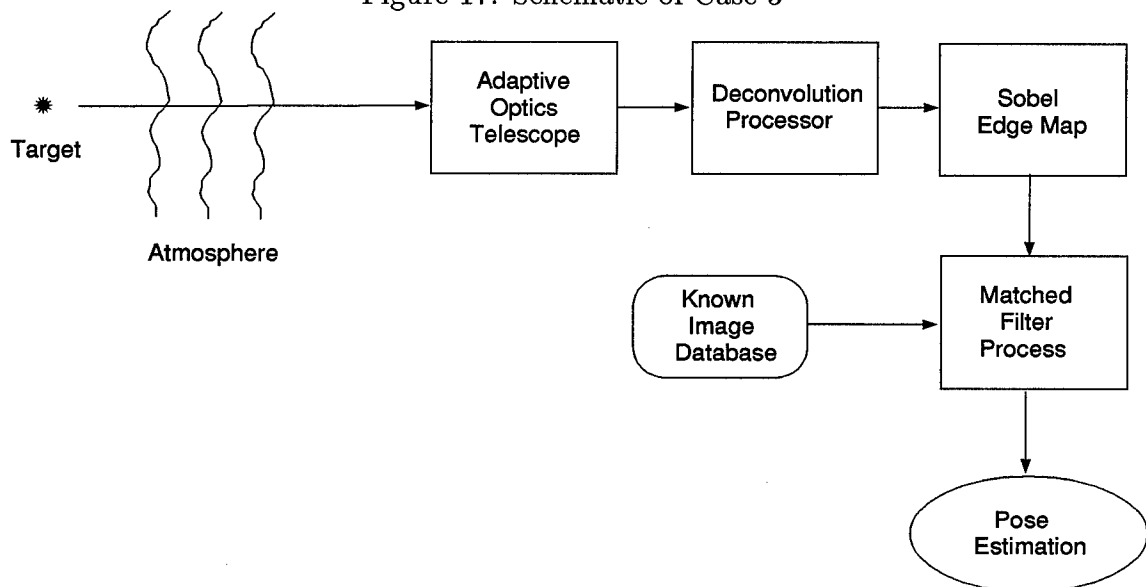 Figure 17: Schematic of Case 3
Target
Atmosphere
Adaptive
Optics
Telescope
Deconvolution
Processor
Sobel
Edge Map
Known
Image
Database
Matched
Filter
Process
Pose
Estimation